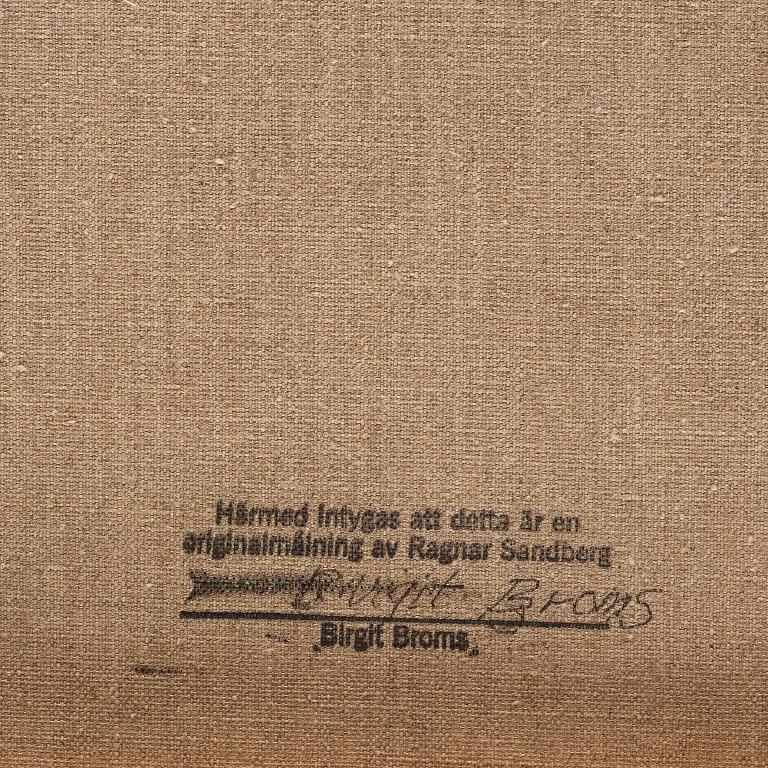 Härmed intygas att detta är en
originalmålning av Ragnar Sandberg
Birgit Broms
Birgit Broms